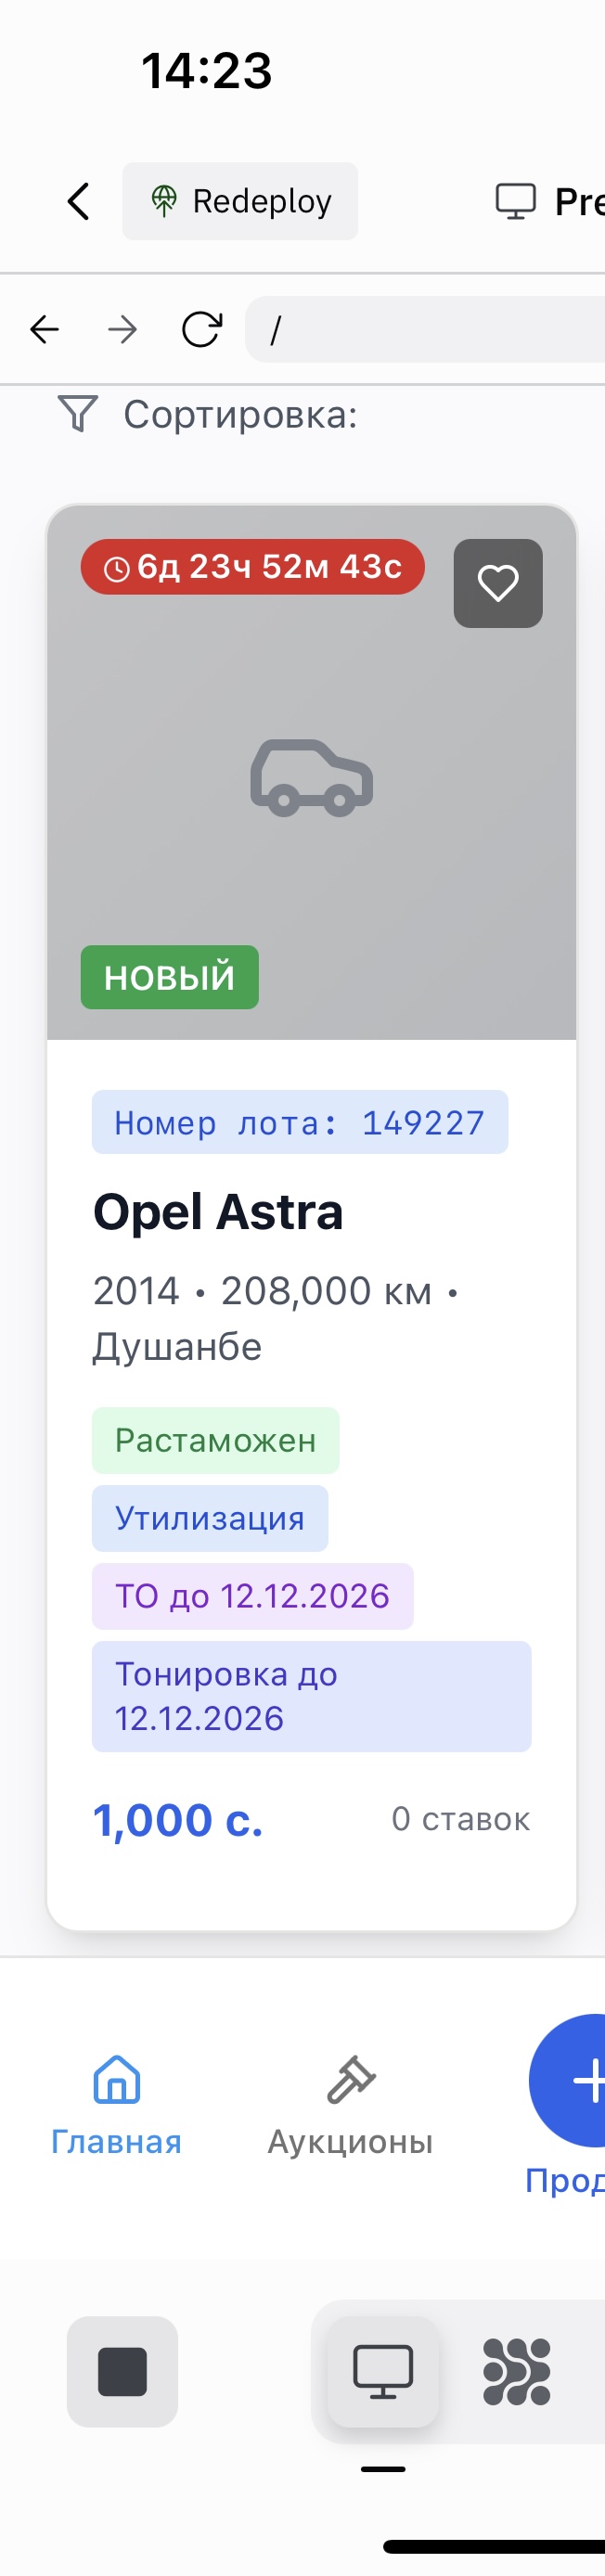 14:23
Redeploy
Pre
/
Сортировка:
6д 23ч 52м 43с
НОВЫЙ
Номер лота: 149227
Opel Astra
2014 • 208,000 км •
Душанбе
Растаможен
Утилизация
ТО до 12.12.2026
Тонировка до
12.12.2026
1,000 с.
0 ставок
Главная
Аукционы
Прод